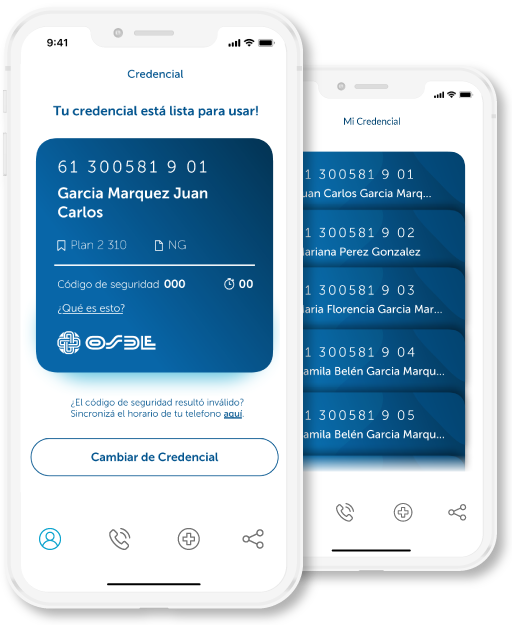 9:41
Credencial
Tu credencial está lista para usar!
61 300581 9 01
Garcia Marquez Juan
Carlos
Plan 2 310
NG
Código de seguridad 000
00
¿Qué es esto?
OSDE
¿El código de seguridad resultó inválido?
Sincronizá el horario de tu telefono aquí.
Cambiar de Credencial
Mi Credencial
1 300581 9 01
uan Carlos Garcia Marq...
1 300581 9 02
ariana Perez Gonzalez
1 300581 9 03
aria Florencia Garcia Mar...
1 300581 9 04
amila Belén Garcia Marqu...
1 300581 9 05
amila Belén Garcia Marqu...